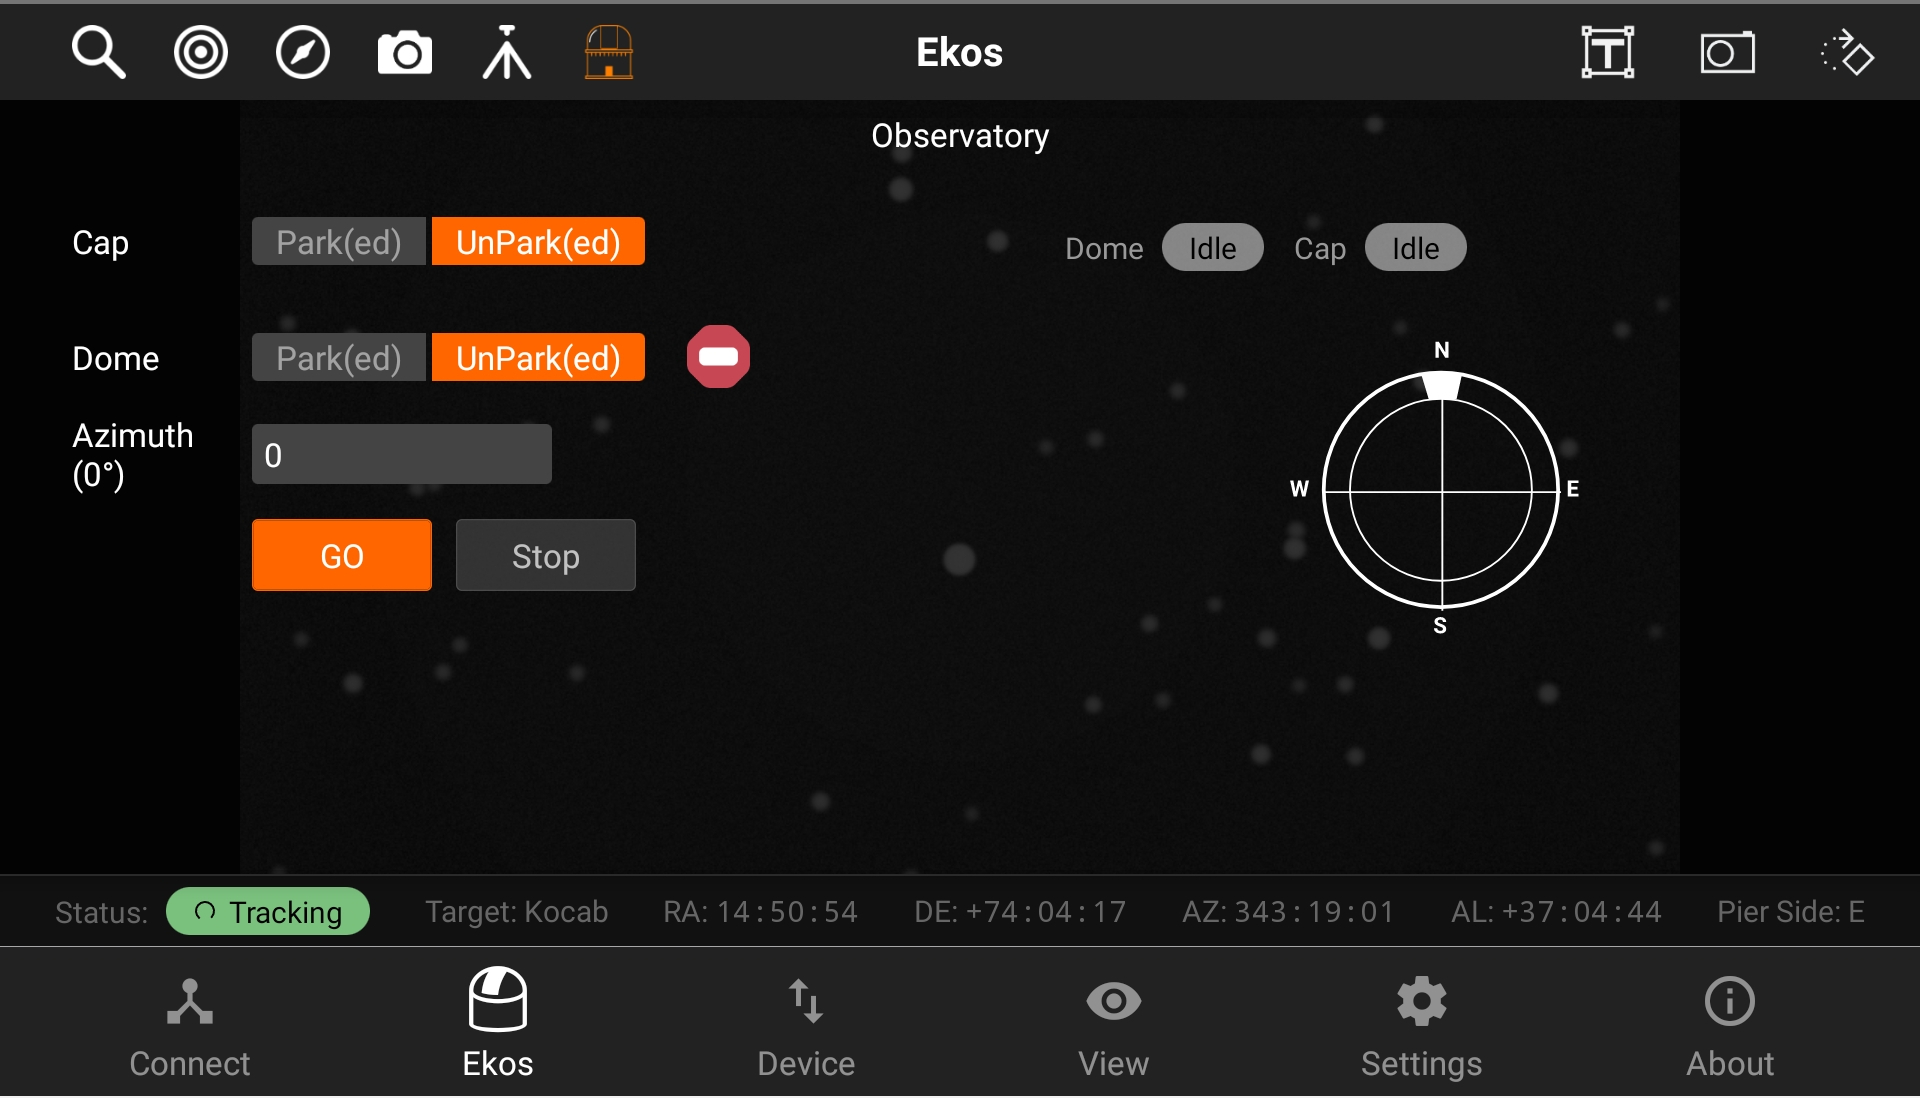 Ekos
Observatory
Cap Park(ed) UnPark(ed) Dome Idle Cap Idle
Dome Park(ed) UnPark(ed)
Azimuth
(0°)
0
GO Stop
N
W E
S
Status: Tracking Target: Kocab RA: 14:50:54 DE: +74:04:17 AZ: 343:19:01 AL: +37:04:44 Pier Side: E
Connect Ekos Device View Settings About